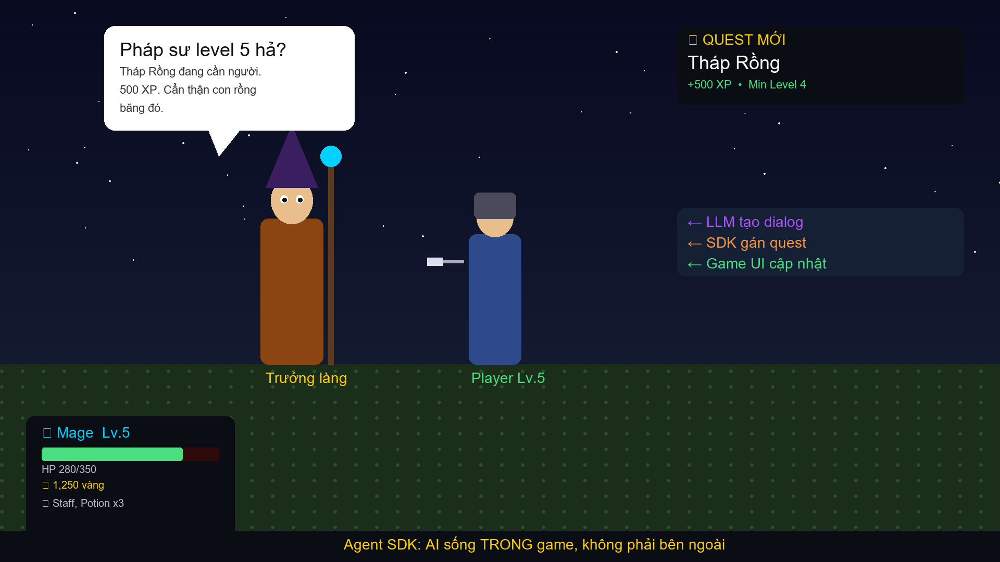 Pháp sư level 5 hả?
Tháp Rồng đang cần người.
500 XP. Cẩn thận con rồng
băng đó.
QUEST MỚI
Tháp Rồng
+500 XP • Min Level 4
← LLM tạo dialog
← SDK gán quest
← Game UI cập nhật
Trưởng làng
Player Lv.5
Mage Lv.5
HP 280/350
1,250 vàng
Staff, Potion x3
Agent SDK: AI sống TRONG game, không phải bên ngoài